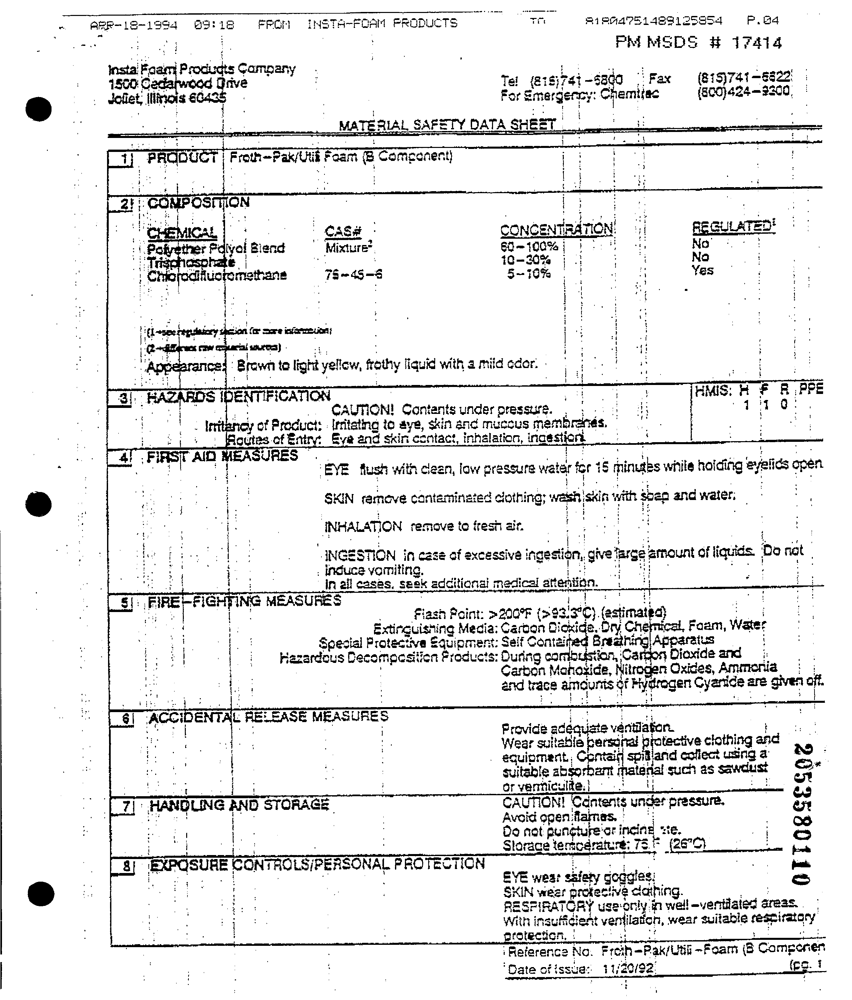 APR-18-1994 09:18 FROM INSTA-FOAM PRODUCTS TO 81804751489125854 P.04
PM MSDS # 17414
Insta Foam Products Company
1500 Cedarwood Drive
Joliet, Illinois 60435
Tel (815)741-6800 Fax (815)741-6822
For Emergency: Chemtrec (800)424-9300
MATERIAL SAFETY DATA SHEET
1 PRODUCT Froth-Pak/Utili Foam (B Component)
2 COMPOSITION
CHEMICAL CAS# CONCENTRATION REGULATED¹
Polyether Polyol Blend Mixture² 60-100% No
Trisphosphate 10-30% No
Chlorodifluoromethane 75-45-6 5-10% Yes
(1-see regulatory section for more information)
(2-different raw material sources)
Appearance: Brown to light yellow, frothy liquid with a mild odor.
3 HAZARDS IDENTIFICATION HMIS: H F R PPE
1 1 0
CAUTION! Contents under pressure.
Irritancy of Product: Irritating to eye, skin and muccus membranes.
Routes of Entry: Eye and skin contact, inhalation, ingestion.
4 FIRST AID MEASURES
EYE flush with clean, low pressure water for 15 minutes while holding eyelids open.
SKIN remove contaminated clothing; wash skin with soap and water.
INHALATION remove to fresh air.
INGESTION in case of excessive ingestion, give large amount of liquids. Do not
induce vomiting.
In all cases, seek additional medical attention.
5 FIRE-FIGHTING MEASURES
Flash Point: >200°F (>93.3°C) (estimated)
Extinguishing Media: Carbon Dioxide, Dry Chemical, Foam, Water
Special Protective Equipment: Self Contained Breathing Apparatus
Hazardous Decomposition Products: During combustion, Carbon Dioxide and
Carbon Monoxide, Nitrogen Oxides, Ammonia
and trace amounts of Hydrogen Cyanide are given off.
6 ACCIDENTAL RELEASE MEASURES
Provide adequate ventilation.
Wear suitable personal protective clothing and
equipment. Contain spill and collect using a
suitable absorbant material such as sawdust
or vermiculite.
7 HANDLING AND STORAGE
CAUTION! Contents under pressure.
Avoid open flames.
Do not puncture or
Storage temperature: 75 F (26°C)
8 EXPOSURE CONTROLS/PERSONAL PROTECTION
EYE wear safety goggles.
SKIN wear protective clothing.
RESPIRATORY use only in well-ventilated areas.
With insufficient ventilation, wear suitable respiratory
protection.
Reference No. Froth-Pak/Utili-Foam (B Componen
Date of Issue: 11/20/92 (pg. 1
2053580110